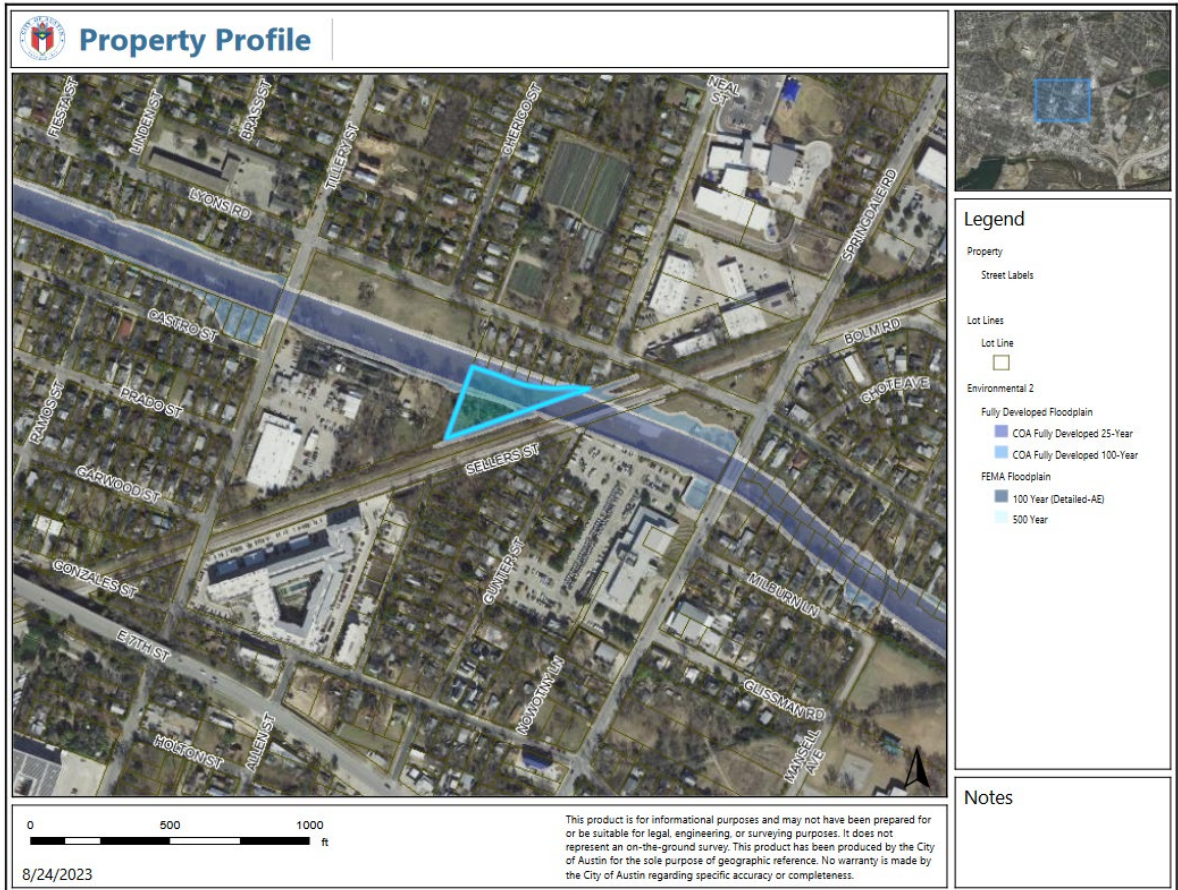 Property Profile
FIESTA ST
LINDEN ST
BRASS ST
TILLERY ST
CHERICO ST
NEAL
ST
SPRINGDALE RD
LYONS RD
CASTRO ST
BOLM RD
GHOTE AVE
PRADO ST
RAMOS ST
SELLERS ST
GARWOOD ST
GUNTER ST
GONZALES ST
MILBURN LN
E 7TH ST
NOWOTNY LN
GLISSMAN RD
MANSELL
AVE
HOLTON ST
ALLEN ST
Legend
Property
Street Labels
Lot Lines
Lot Line
Environmental 2
Fully Developed Floodplain
COA Fully Developed 25-Year
COA Fully Developed 100-Year
FEMA Floodplain
100 Year (Detailed-AE)
500 Year
Notes
0 500 1000
ft
8/24/2023
This product is for informational purposes and may not have been prepared for
or be suitable for legal, engineering, or surveying purposes. It does not
represent an on-the-ground survey. This product has been produced by the City
of Austin for the sole purpose of geographic reference. No warranty is made by
the City of Austin regarding specific accuracy or completeness.